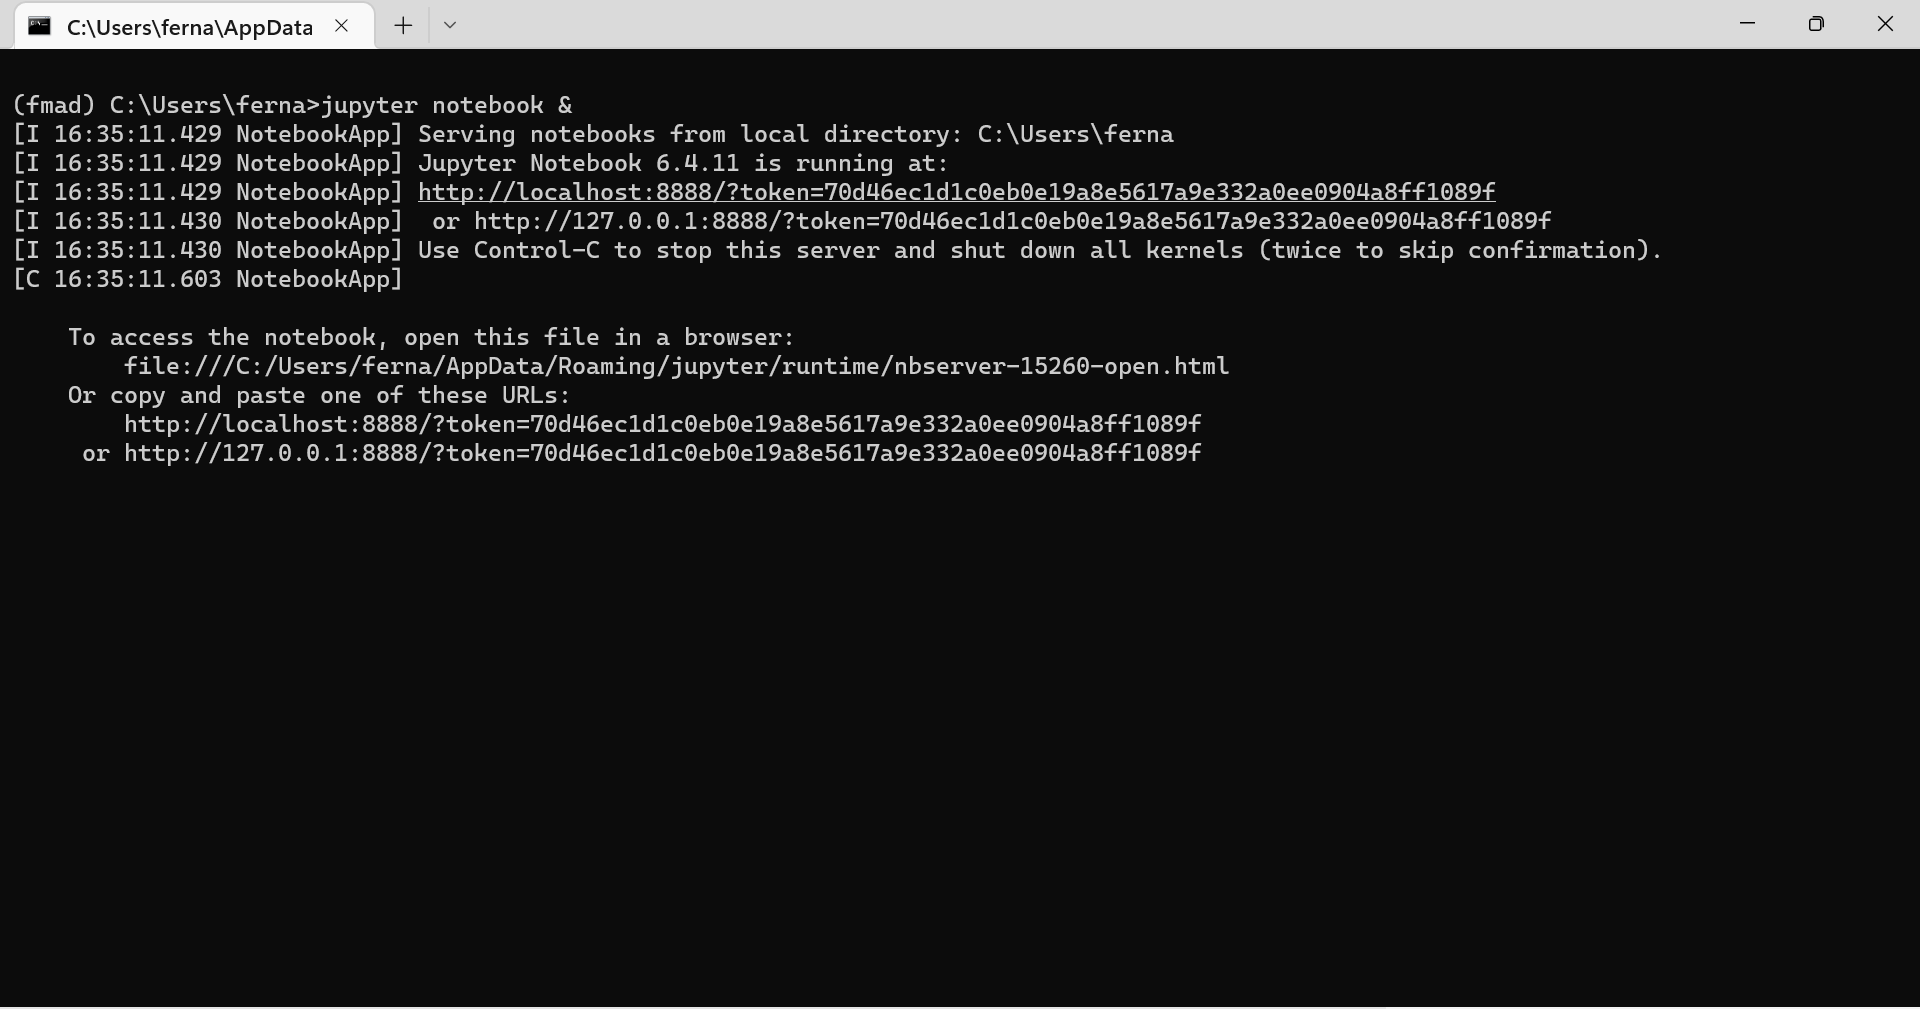 C:\Users\ferna\AppData
(fmad) C:\Users\ferna>jupyter notebook &
[I 16:35:11.429 NotebookApp] Serving notebooks from local directory: C:\Users\ferna
[I 16:35:11.429 NotebookApp] Jupyter Notebook 6.4.11 is running at:
[I 16:35:11.429 NotebookApp] http://localhost:8888/?token=70d46ec1d1c0eb0e19a8e5617a9e332a0ee0904a8ff1089f
[I 16:35:11.430 NotebookApp]  or http://127.0.0.1:8888/?token=70d46ec1d1c0eb0e19a8e5617a9e332a0ee0904a8ff1089f
[I 16:35:11.430 NotebookApp] Use Control-C to stop this server and shut down all kernels (twice to skip confirmation).
[C 16:35:11.603 NotebookApp]
To access the notebook, open this file in a browser:
file:///C:/Users/ferna/AppData/Roaming/jupyter/runtime/nbserver-15260-open.html
Or copy and paste one of these URLs:
http://localhost:8888/?token=70d46ec1d1c0eb0e19a8e5617a9e332a0ee0904a8ff1089f
or http://127.0.0.1:8888/?token=70d46ec1d1c0eb0e19a8e5617a9e332a0ee0904a8ff1089f